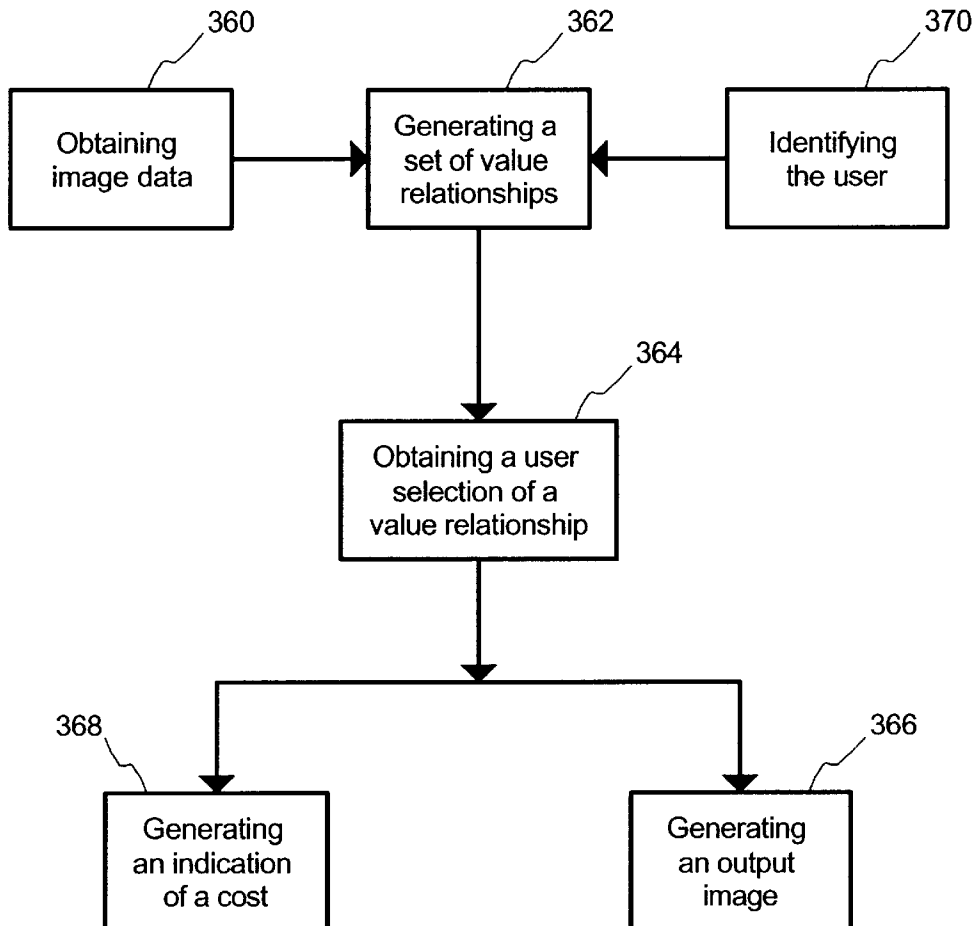 360
362
370
Obtaining
image data
Generating a
set of value
relationships
Identifying
the user
364
Obtaining a user
selection of a
value relationship
368
366
Generating
an indication
of a cost
Generating
an output
image